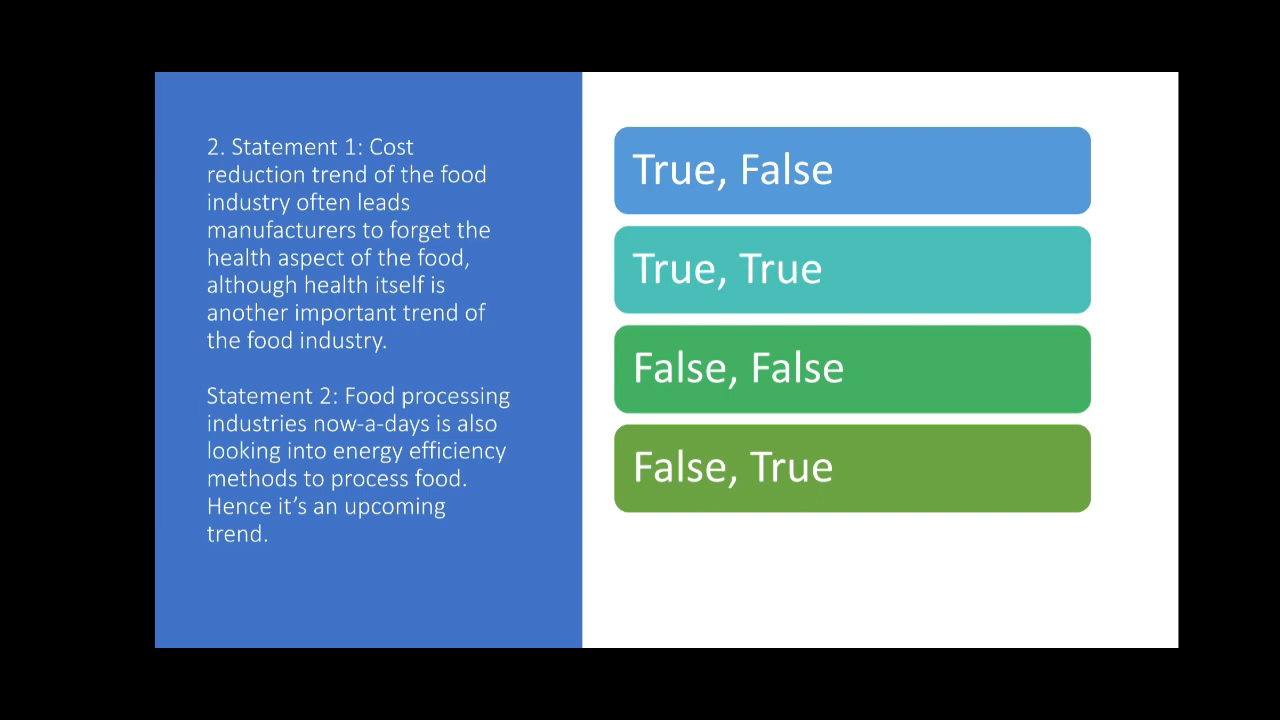 2. Statement 1: Cost
reduction trend of the food
industry often leads
manufacturers to forget the
health aspect of the food,
although health itself is
another important trend of
the food industry.
Statement 2: Food processing
industries now-a-days is also
looking into energy efficiency
methods to process food.
Hence it’s an upcoming
trend.
True, False
True, True
False, False
False, True